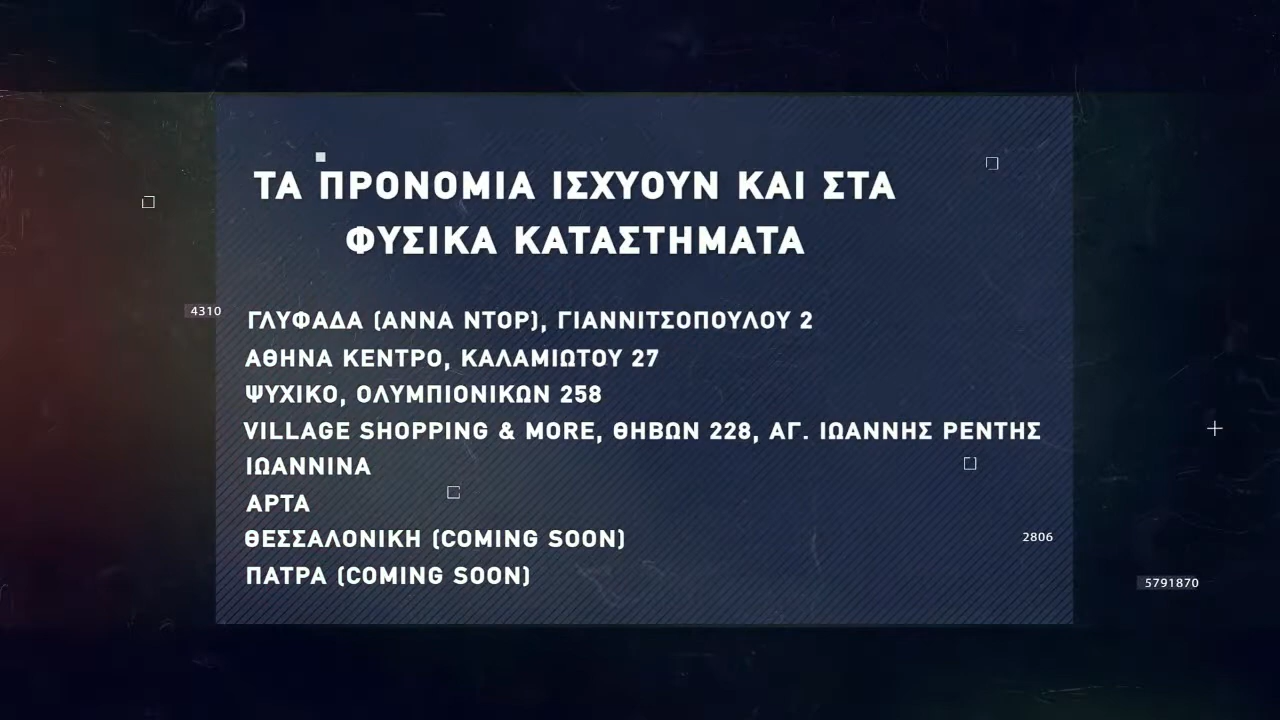 ΤΑ ΠΡΟΝΟΜΙΑ ΙΣΧΥΟΥΝ ΚΑΙ ΣΤΑ
ΦΥΣΙΚΑ ΚΑΤΑΣΤΗΜΑΤΑ
4310
ΓΛΥΦΑΔΑ (ΑΝΝΑ ΝΤΟΡ), ΓΙΑΝΝΙΤΣΟΠΟΥΛΟΥ 2
ΑΘΗΝΑ ΚΕΝΤΡΟ, ΚΑΛΑΜΙΩΤΟΥ 27
ΨΥΧΙΚΟ, ΟΛΥΜΠΙΟΝΙΚΩΝ 258
VILLAGE SHOPPING & MORE, ΘΗΒΩΝ 228, ΑΓ. ΙΩΑΝΝΗΣ ΡΕΝΤΗΣ
ΙΩΑΝΝΙΝΑ
ΑΡΤΑ
ΘΕΣΣΑΛΟΝΙΚΗ (COMING SOON)
2806
ΠΑΤΡΑ (COMING SOON)
5791870